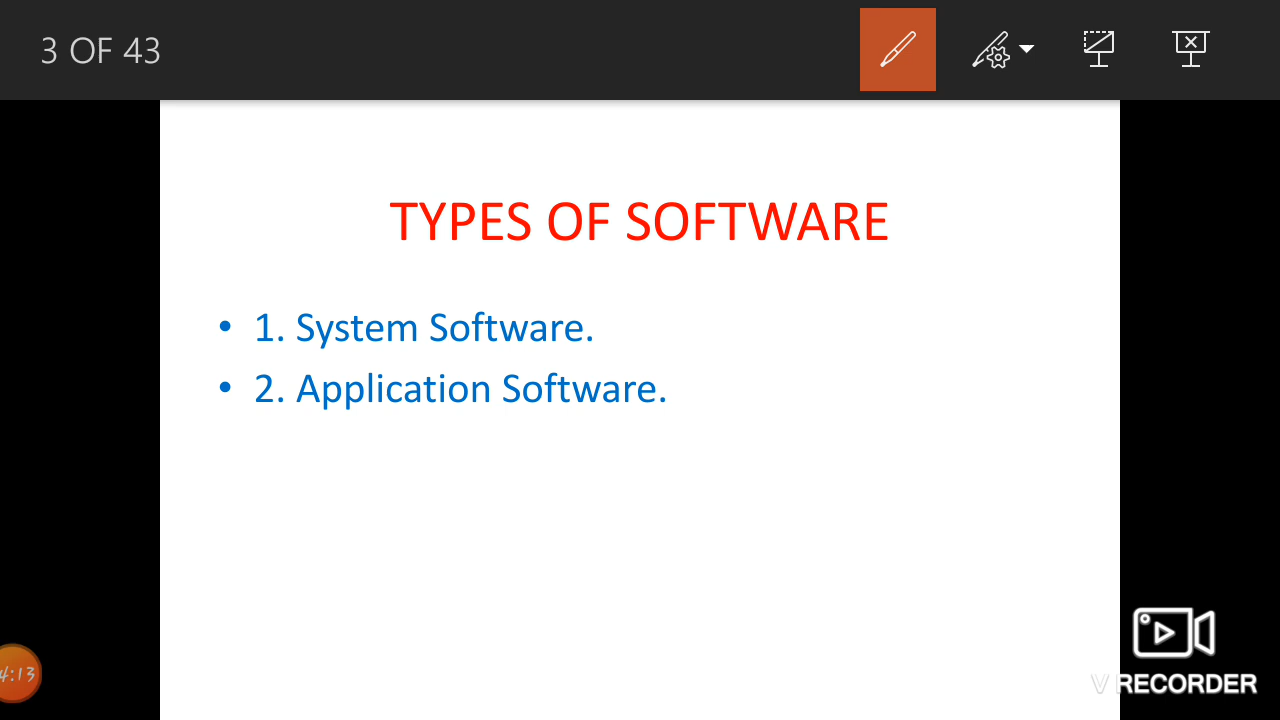 3 OF 43
TYPES OF SOFTWARE
• 1. System Software.
• 2. Application Software.
4:13
V RECORDER